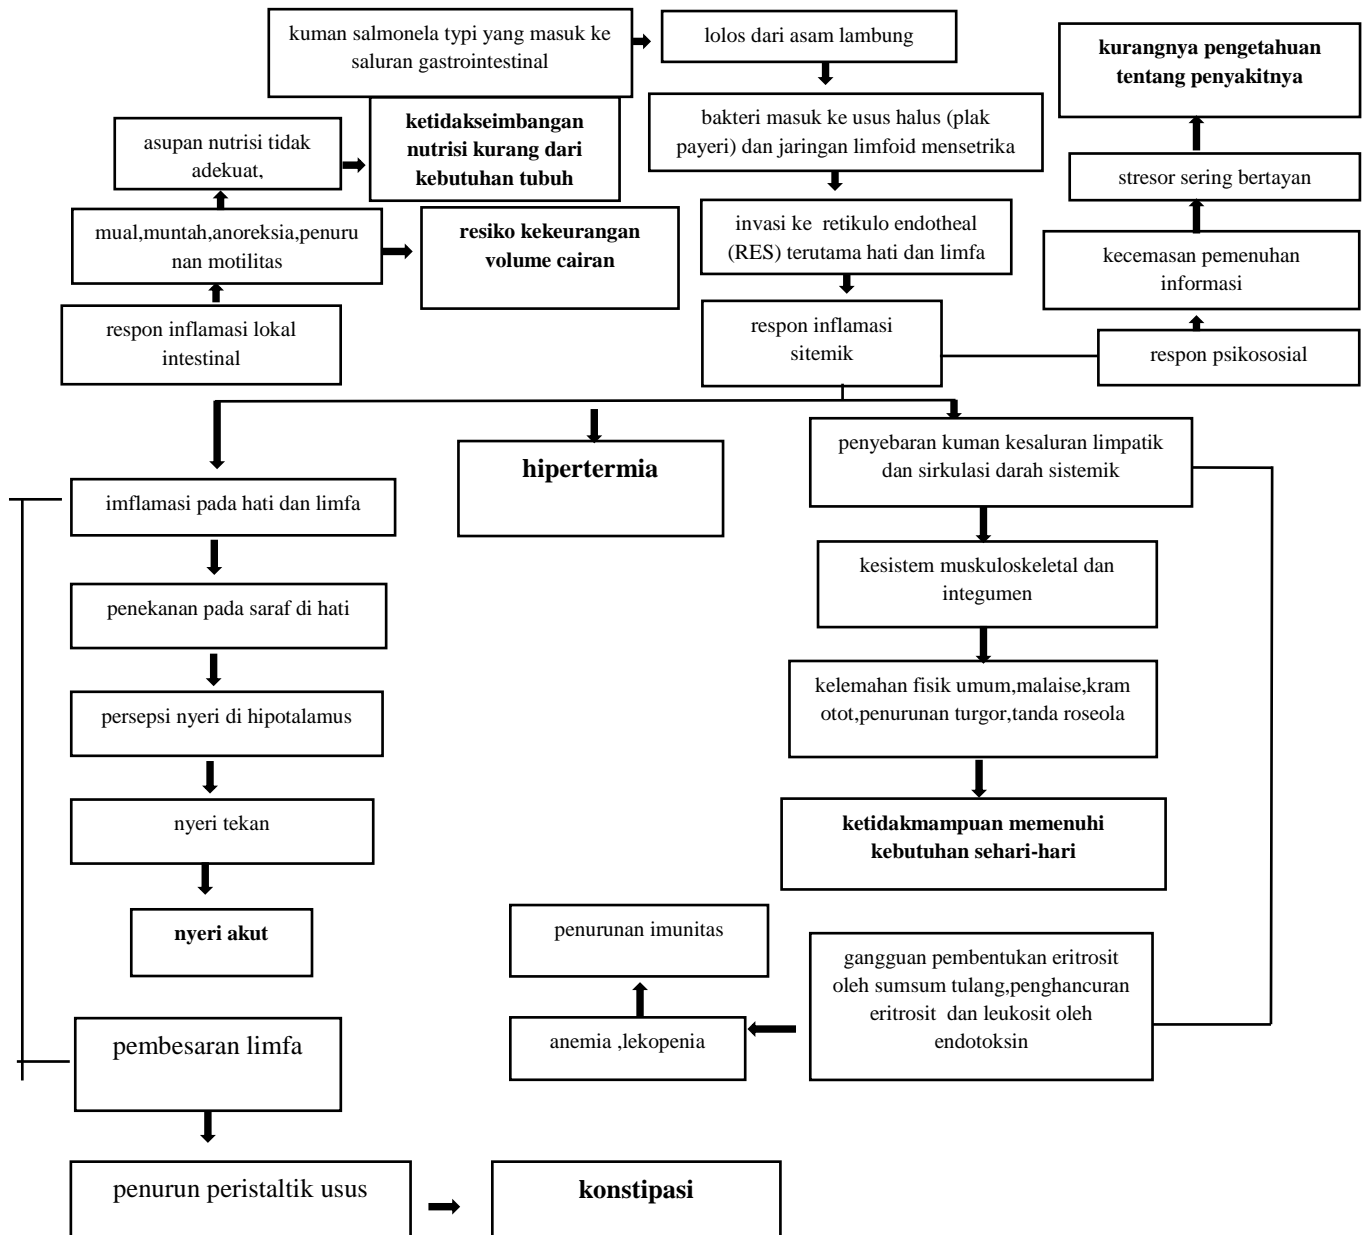 kuman salmonela typi yang masuk ke
saluran gastrointestinal
lolos dari asam lambung
kurangnya pengetahuan
tentang penyakitnya
bakteri masuk ke usus halus (plak
payeri) dan jaringan limfoid mensetrika
ketidakseimbangan
nutrisi kurang dari
kebutuhan tubuh
asupan nutrisi tidak
adekuat,
stresor sering bertayan
mual,muntah,anoreksia,penuru
nan motilitas
resiko kekeurangan
volume cairan
invasi ke retikulo endotheal
(RES) terutama hati dan limfa
kecemasan pemenuhan
informasi
respon inflamasi lokal
intestinal
respon inflamasi
sitemik
respon psikososial
hipertermia
penyebaran kuman kesaluran limpatik
dan sirkulasi darah sistemik
imflamasi pada hati dan limfa
kesistem muskuloskeletal dan
integumen
penekanan pada saraf di hati
persepsi nyeri di hipotalamus
kelemahan fisik umum,malaise,kram
otot,penurunan turgor,tanda roseola
nyeri tekan
ketidakmampuan memenuhi
kebutuhan sehari-hari
nyeri akut
penurunan imunitas
gangguan pembentukan eritrosit
oleh sumsum tulang,penghancuran
eritrosit dan leukosit oleh
endotoksin
anemia ,lekopenia
pembesaran limfa
penurun peristaltik usus
konstipasi